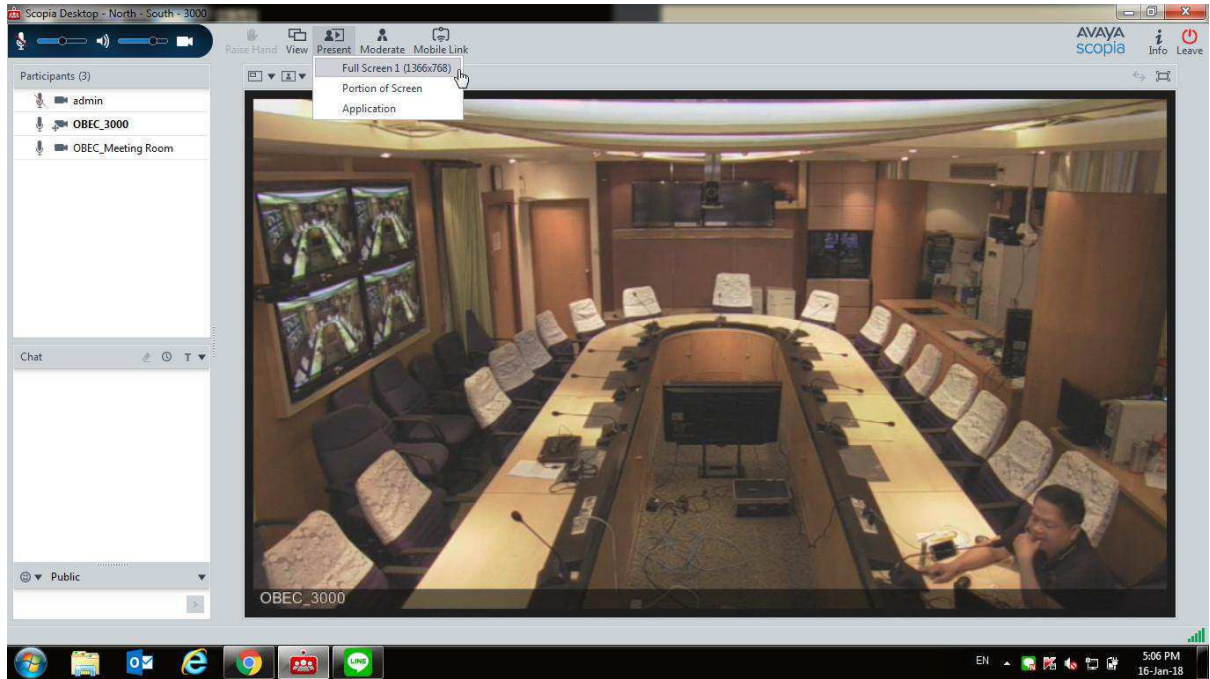 Scopia Desktop - North - South - 3000
Raise Hand View Present Moderate Mobile Link
AVAYA
scopia
Info Leave
Participants (3)
Full Screen 1 (1366x768)
Portion of Screen
Application
admin
OBEC_3000
OBEC_Meeting Room
Chat
T
Public
OBEC_3000
LINE
EN
5:06 PM
16-Jan-18